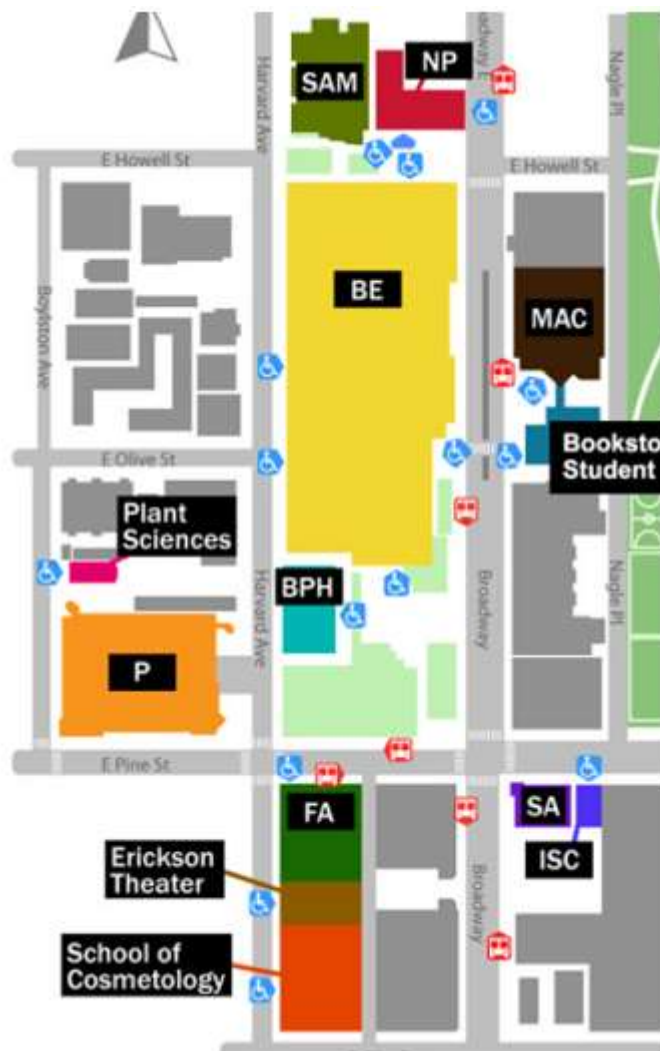 SAM
NP
Harvard Ave
roadway E
Nagle Pl
E Howell St
E Howell St
BE
MAC
Boylston Ave
E Olive St
Booksto
Student
Plant
Sciences
BPH
Harvard Ave
Broadway
Nagle Pl
P
E Pine St
FA
SA
ISC
Erickson
Theater
Broadway
School of
Cosmetology